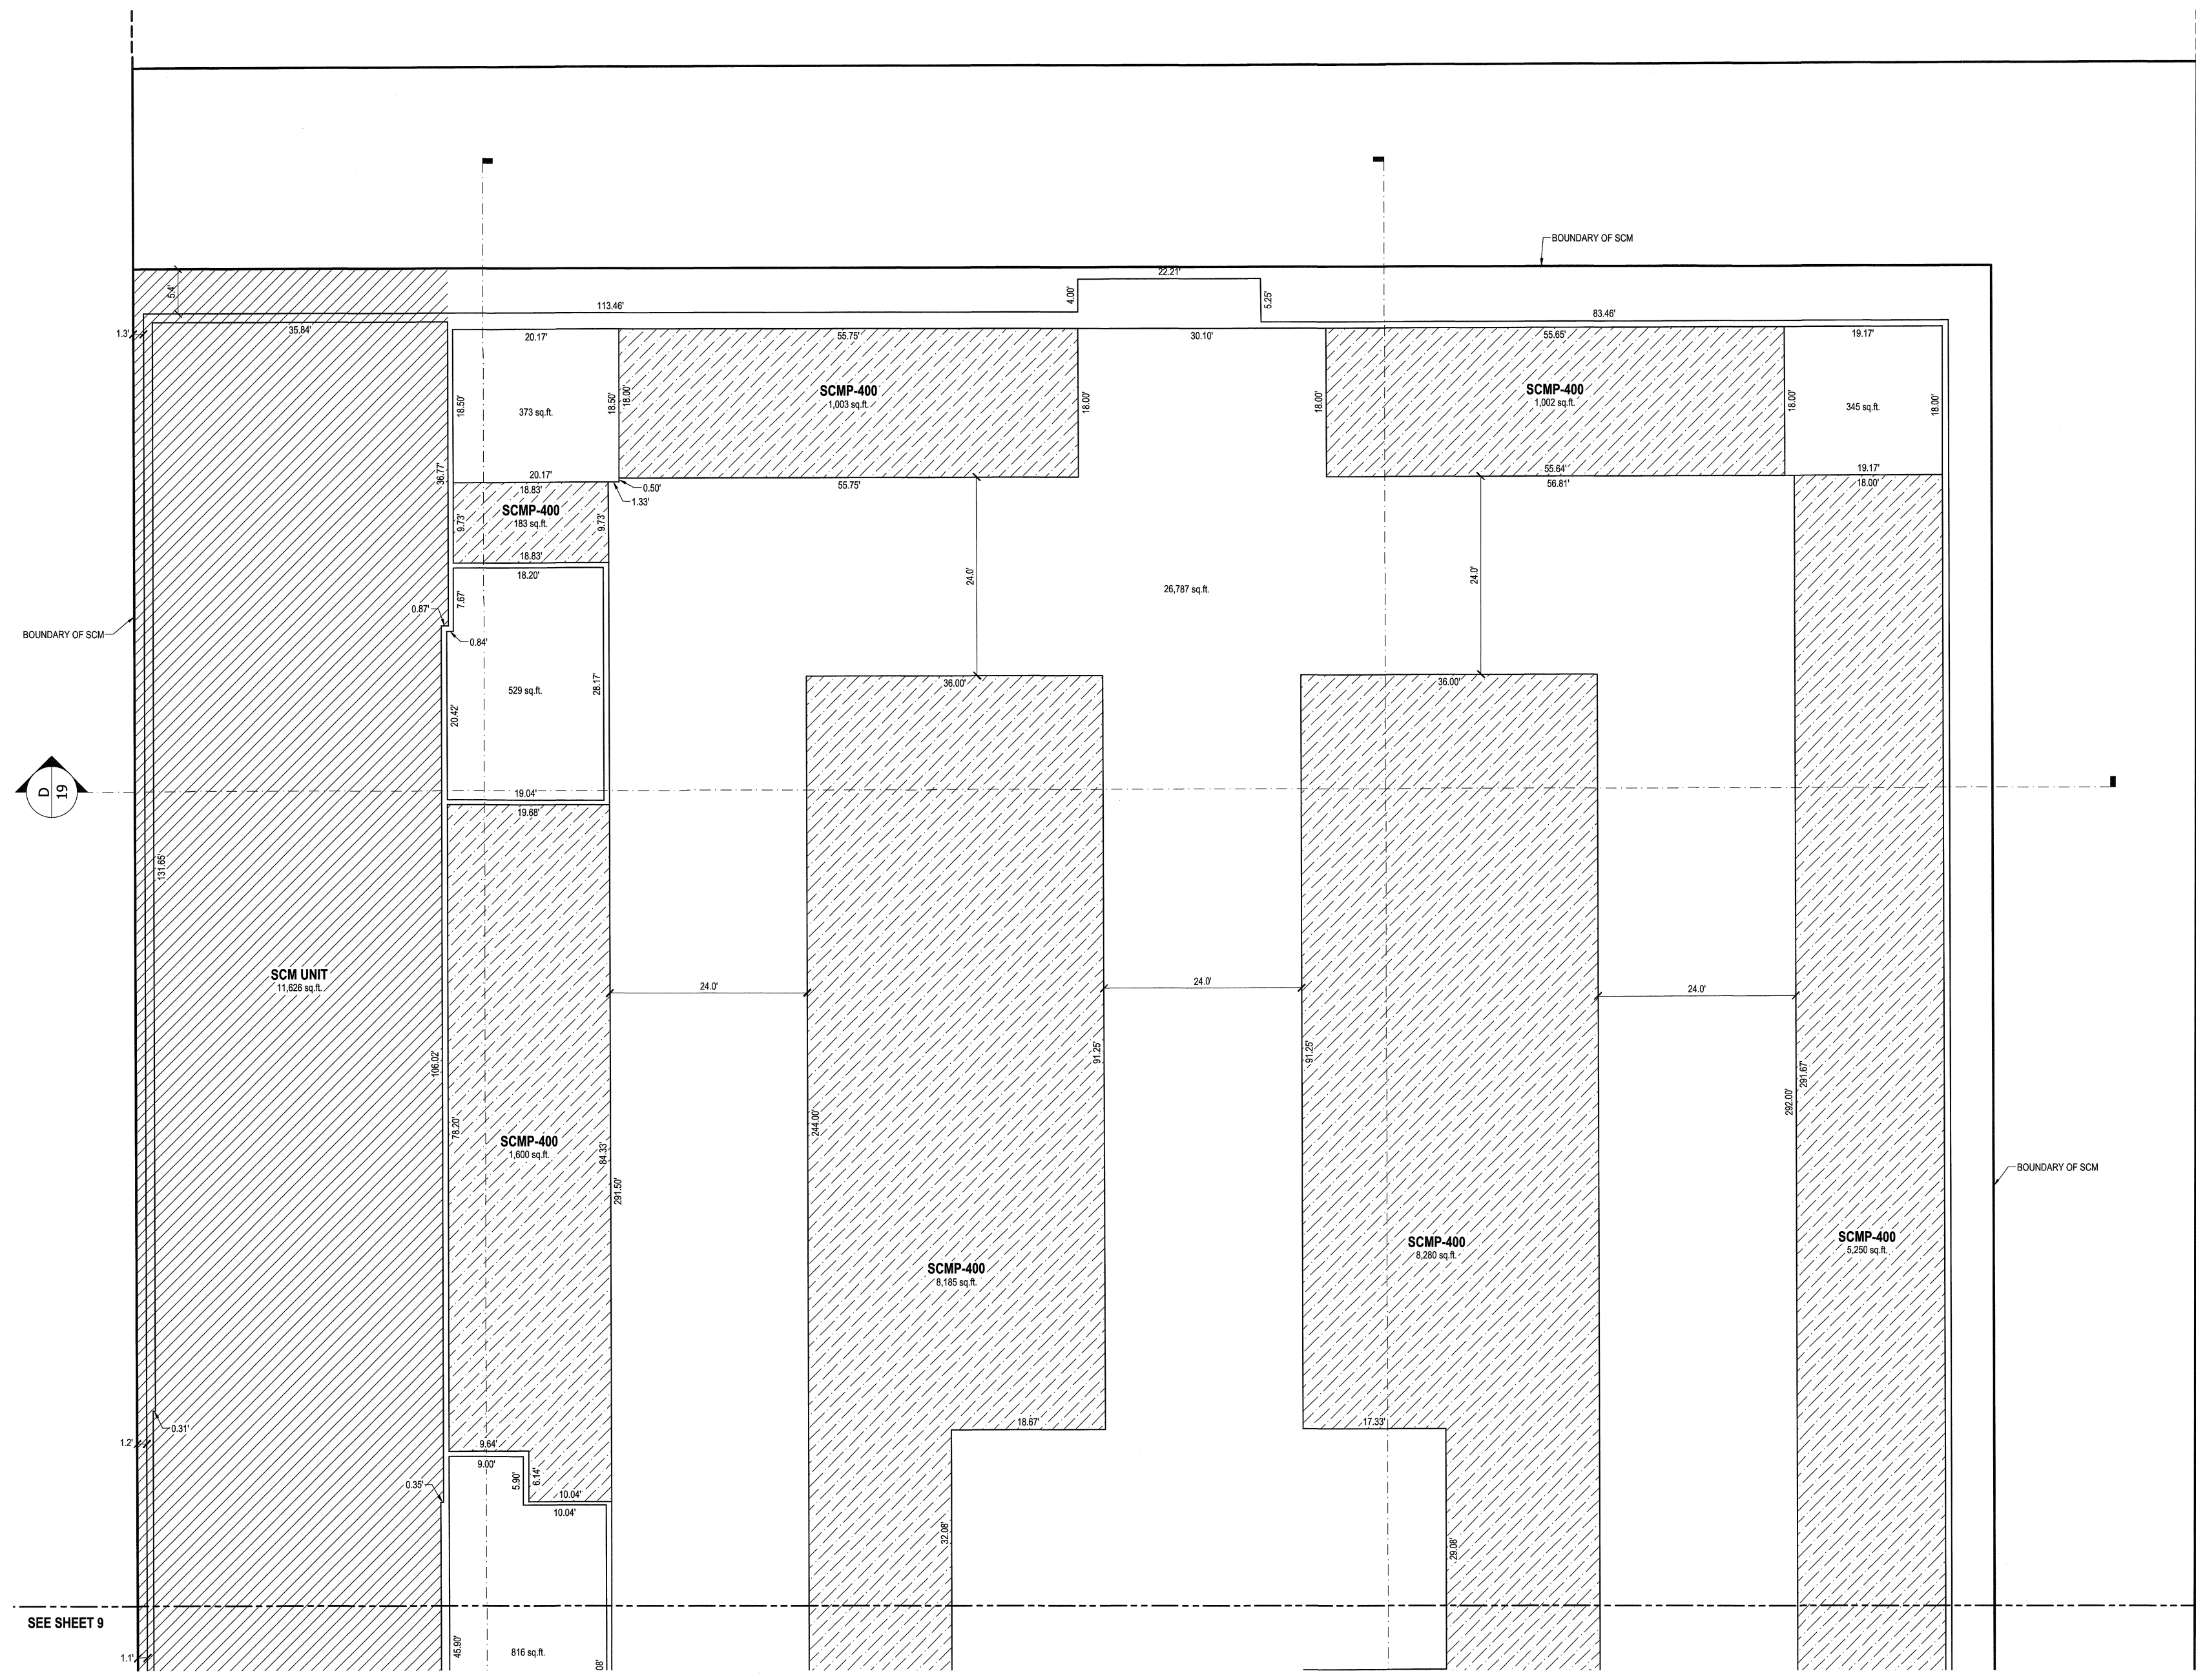 BOUNDARY OF SCM
22.21'
5.4'
113.46'
4.00'
5.25'
83.46'
1.3'
35.84'
20.17'
55.75'
30.10'
55.65'
19.17'
18.50'
373 sq.ft.
18.50'
18.00'
SCMP-400
1,003 sq.ft.
18.00'
18.00'
SCMP-400
1,002 sq.ft.
18.00'
345 sq.ft.
18.00'
36.77'
20.17'
18.83'
0.50'
1.33'
55.75'
55.64'
56.81'
19.17'
18.00'
SCMP-400
183 sq.ft.
9.73'
9.73'
18.83'
18.20'
7.67'
24.0'
26,787 sq.ft.
24.0'
0.87'
0.84'
BOUNDARY OF SCM
529 sq.ft.
28.17'
20.42'
36.00'
36.00'
D
19
19.04'
19.68'
131.65'
SCM UNIT
11,626 sq.ft.
24.0'
24.0'
24.0'
106.02'
91.25'
91.25'
291.67'
292.00'
78.20'
244.00'
SCMP-400
1,600 sq.ft.
84.33'
291.50'
BOUNDARY OF SCM
SCMP-400
8,185 sq.ft.
SCMP-400
8,280 sq.ft.
SCMP-400
5,250 sq.ft.
0.31'
1.2'
18.67'
17.33'
9.64'
9.00'
5.90'
6.14'
0.35'
10.04'
10.04'
32.08'
29.08'
SEE SHEET 9
45.90'
816 sq.ft.
1.1'
08'